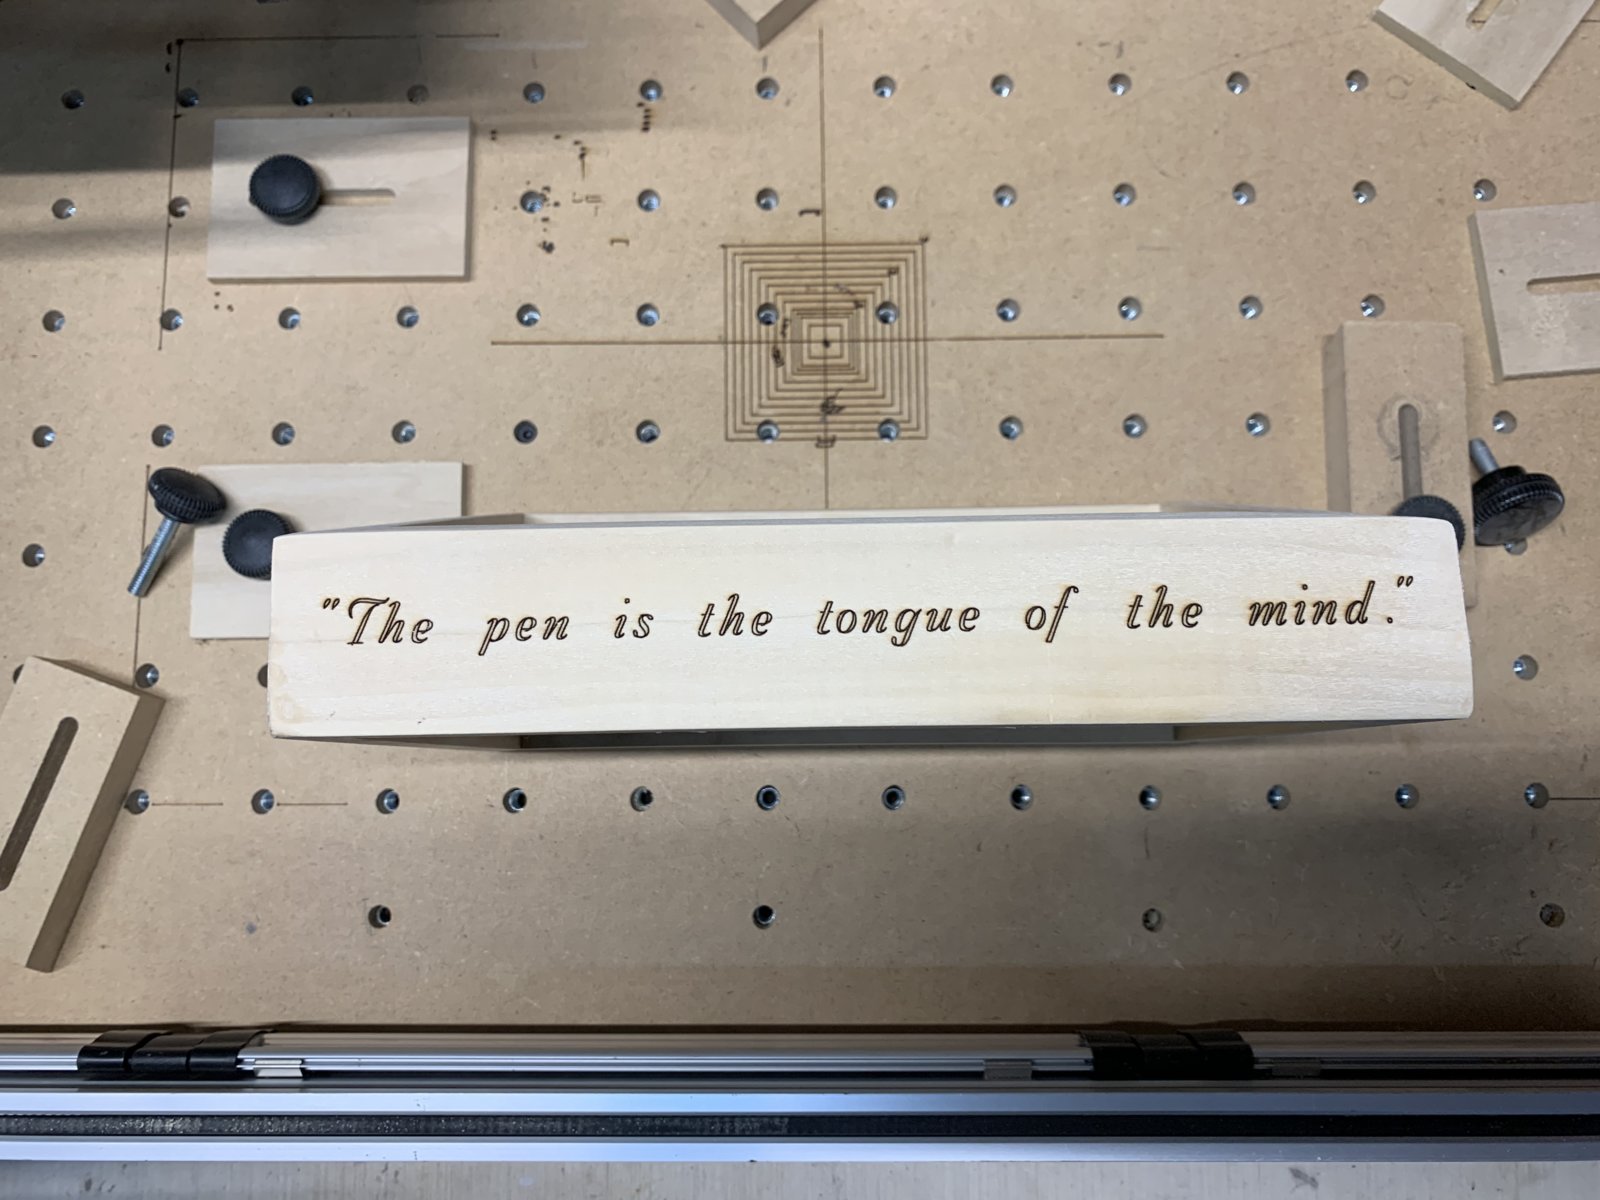 "The pen is the tongue of the mind."